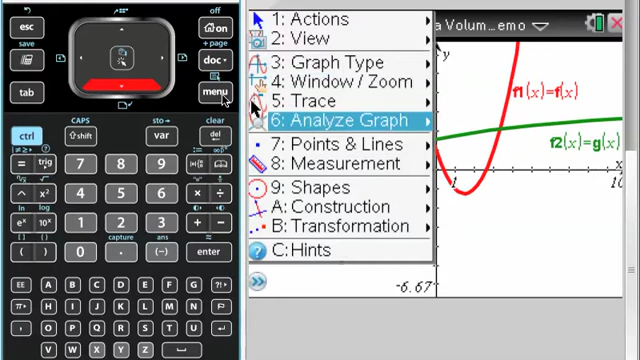 off
esc
on
save
+ page
doc
tab
menu
a Volum...emo
1: Actions
2: View
3: Graph Type
4: Window / Zoom
5: Trace
6: Analyze Graph
7: Points & Lines
8: Measurement
9: Shapes
A: Construction
B: Transformation
C: Hints
y
f1(x)=f(x)
f2(x)=g(x)
x
1
10
-6.67
CAPS
sto→
clear
ctrl
shift
var
del
= trig 7 8 9
^ x² 4 5 6 × ÷
ln log
eˣ 10ˣ 1 2 3 + −
capture ans
( ) 0 . (−) enter
EE A B C D E F G ?!
π H I J K L M N
, O P Q R S T U
V W X Y Z